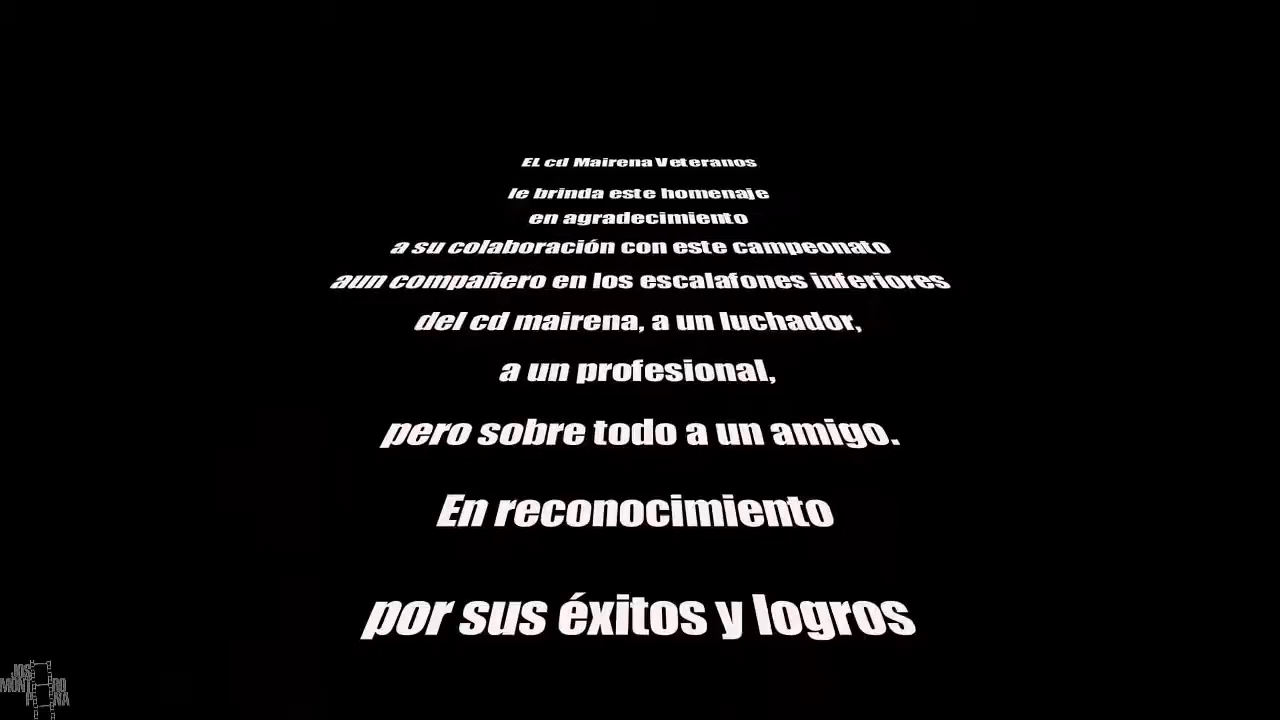 EL cd Mairena Veteranos
le brinda este homenaje
en agradecimiento
a su colaboración con este campeonato
aun compañero en los escalafones inferiores
del cd mairena, a un luchador,
a un profesional,
pero sobre todo a un amigo.
En reconocimiento
por sus éxitos y logros